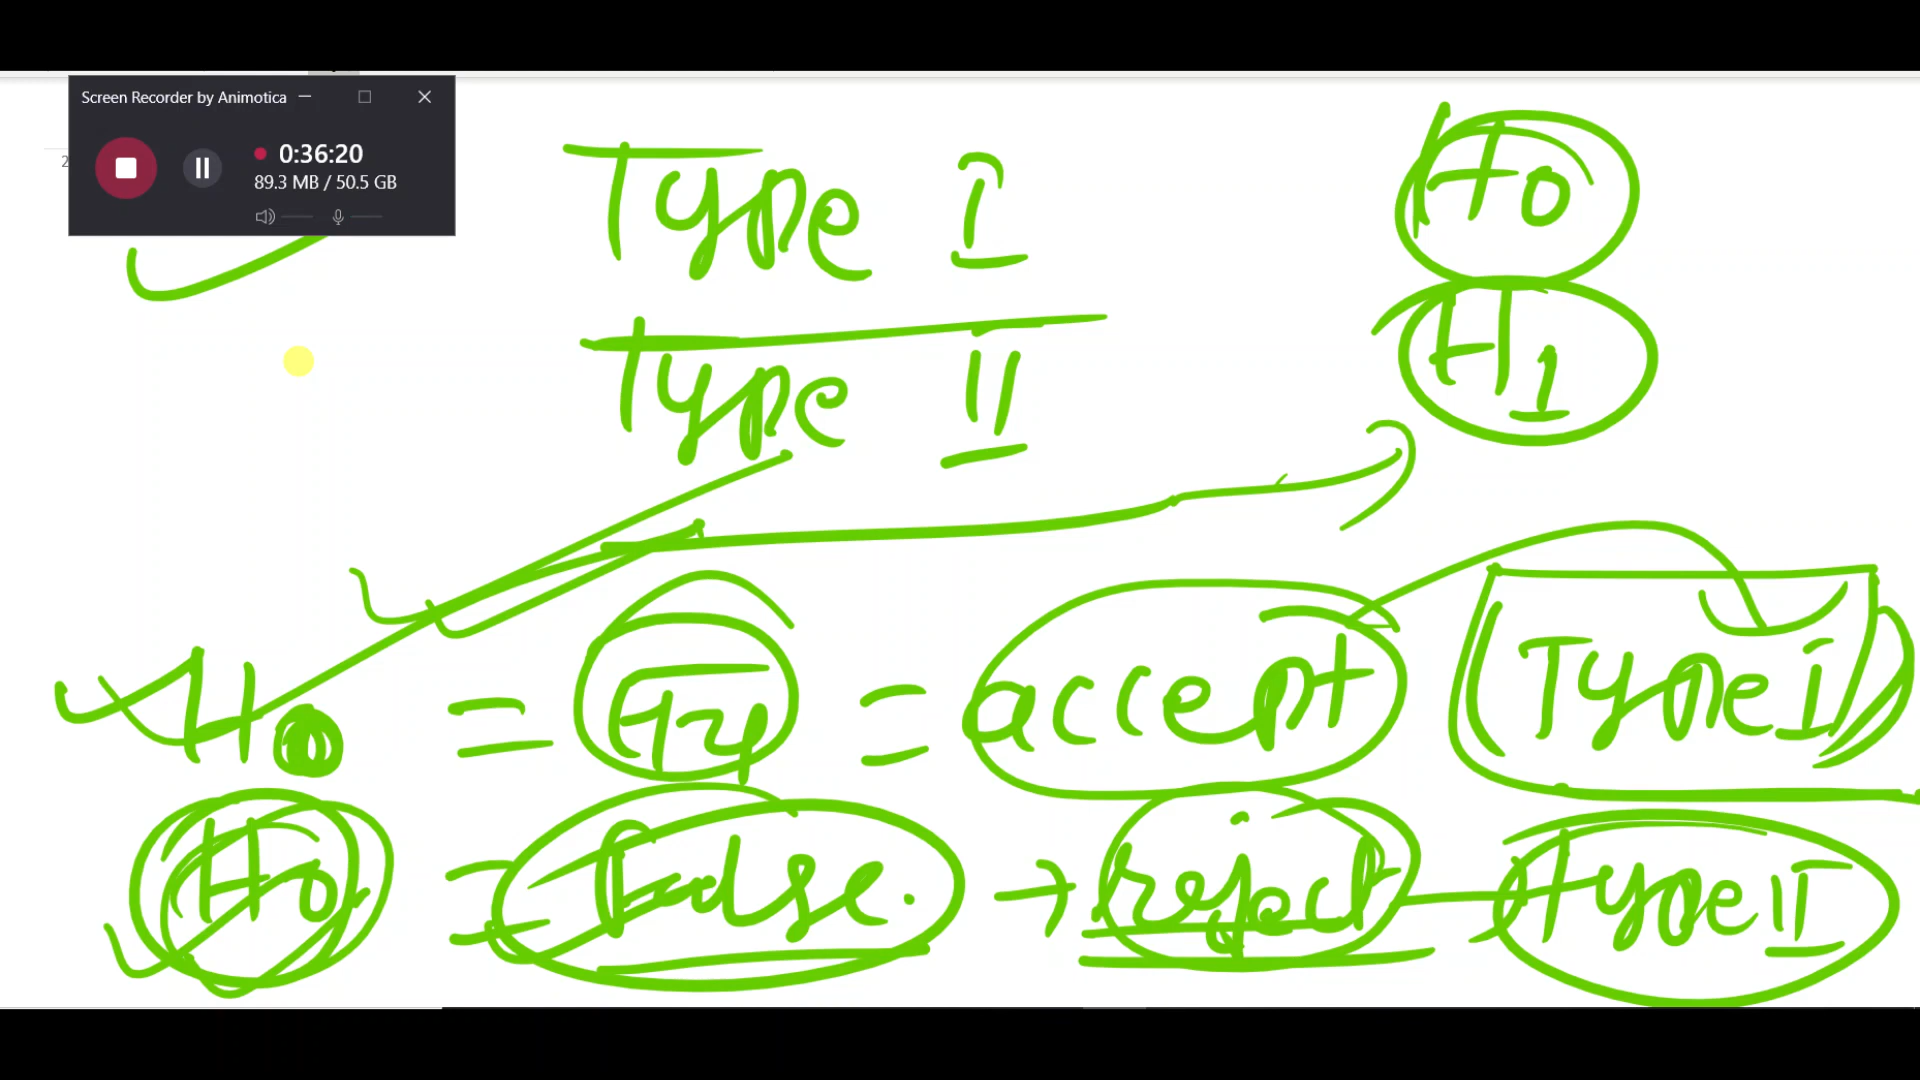 Screen Recorder by Animotica
0:36:20
89.3 MB / 50.5 GB
2
Type I
H0
Type II
H1
H0 = = accept Type I
H0 = False. → reject Type II